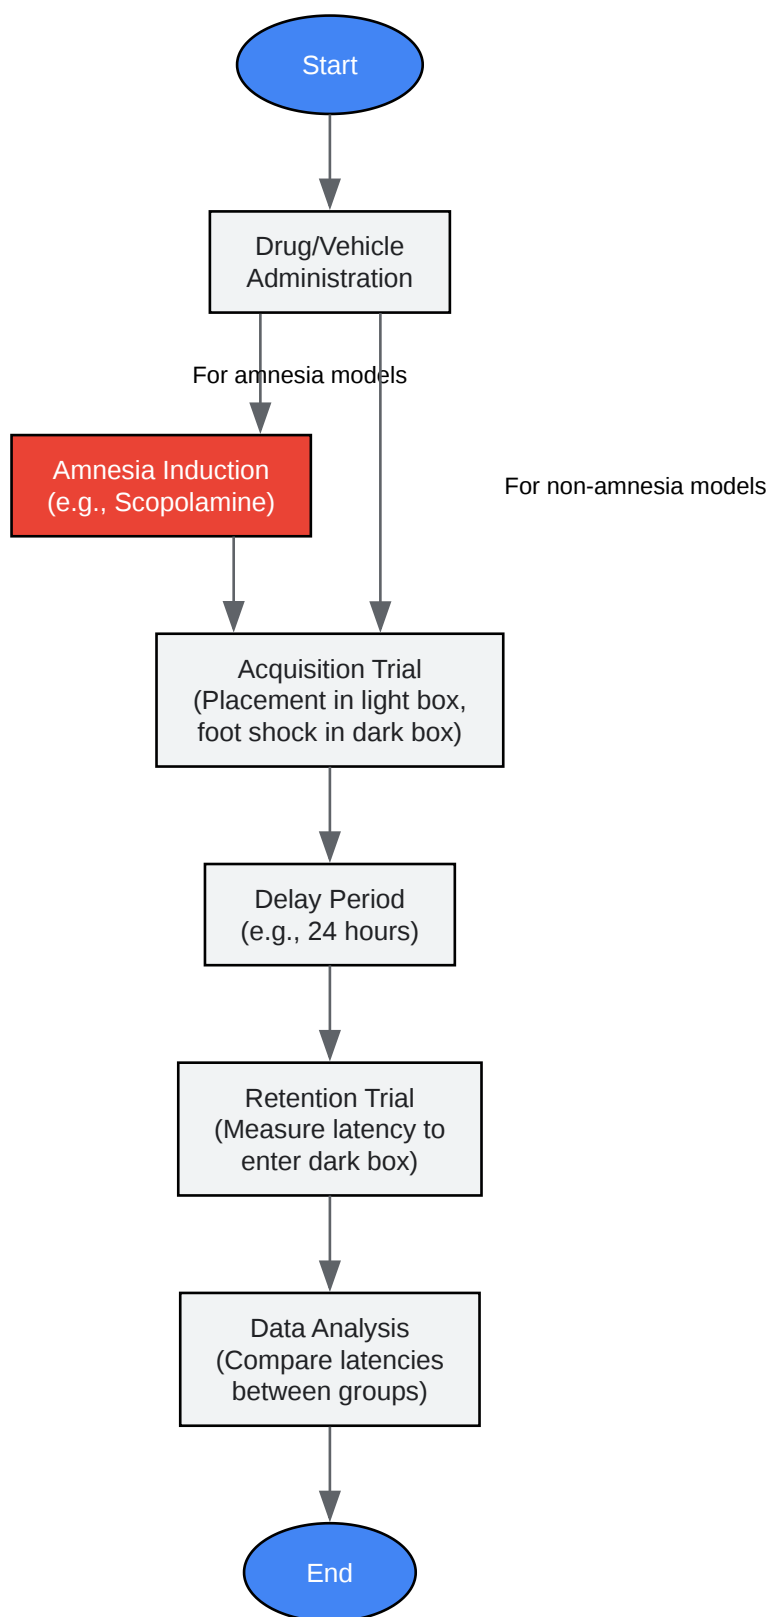 Start
Drug/Vehicle
Administration
For amnesia models
Amnesia Induction
(e.g., Scopolamine)
For non-amnesia models
Acquisition Trial
(Placement in light box,
foot shock in dark box)
Delay Period
(e.g., 24 hours)
Retention Trial
(Measure latency to
enter dark box)
Data Analysis
(Compare latencies
between groups)
End